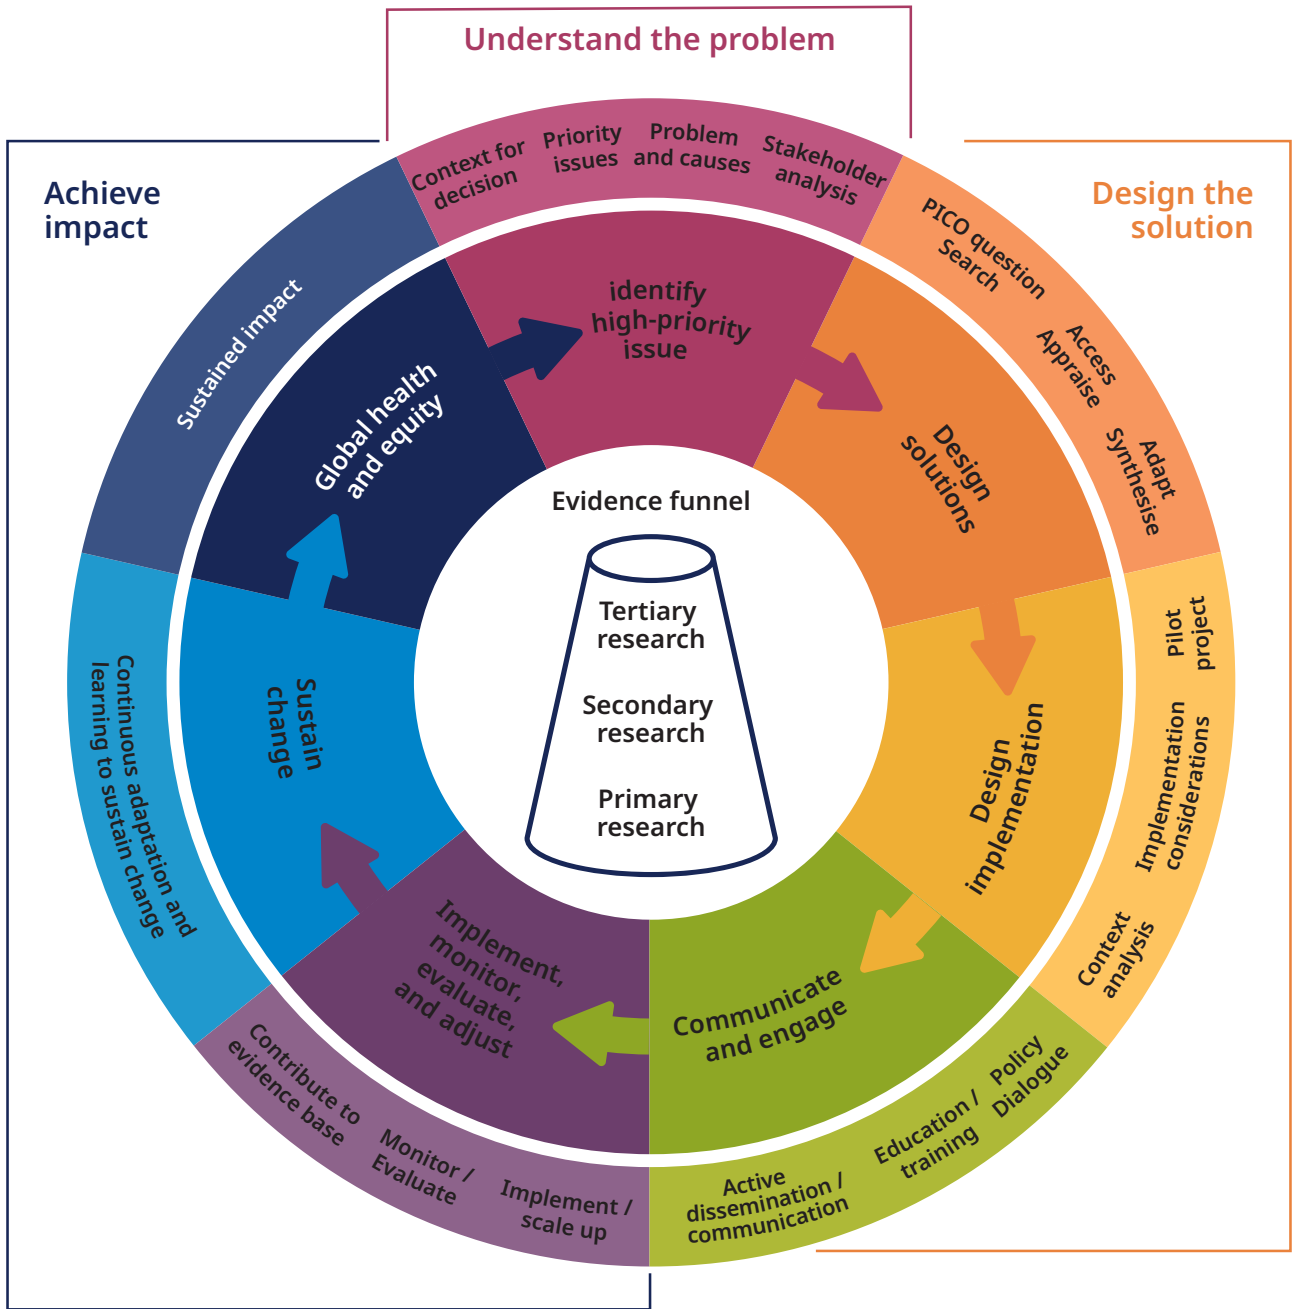 Understand the problem
Achieve
impact
Design the
solution
Context for
decision
Priority
issues
Problem
and causes
Stakeholder
analysis
PICO question
Search
Access
Appraise
Adapt
Synthesise
Pilot
project
Implementation
considerations
Context
analysis
Policy
Dialogue
Education /
training
Active
dissemination /
communication
Implement /
scale up
Monitor /
Evaluate
Contribute to
evidence base
Continuous adaptation and
learning to sustain change
Sustained impact
identify
high-priority
issue
Design
solutions
Design
implementation
Communicate
and engage
Implement,
monitor,
evaluate,
and adjust
Sustain
change
Global health
and equity
Evidence funnel
Tertiary
research
Secondary
research
Primary
research